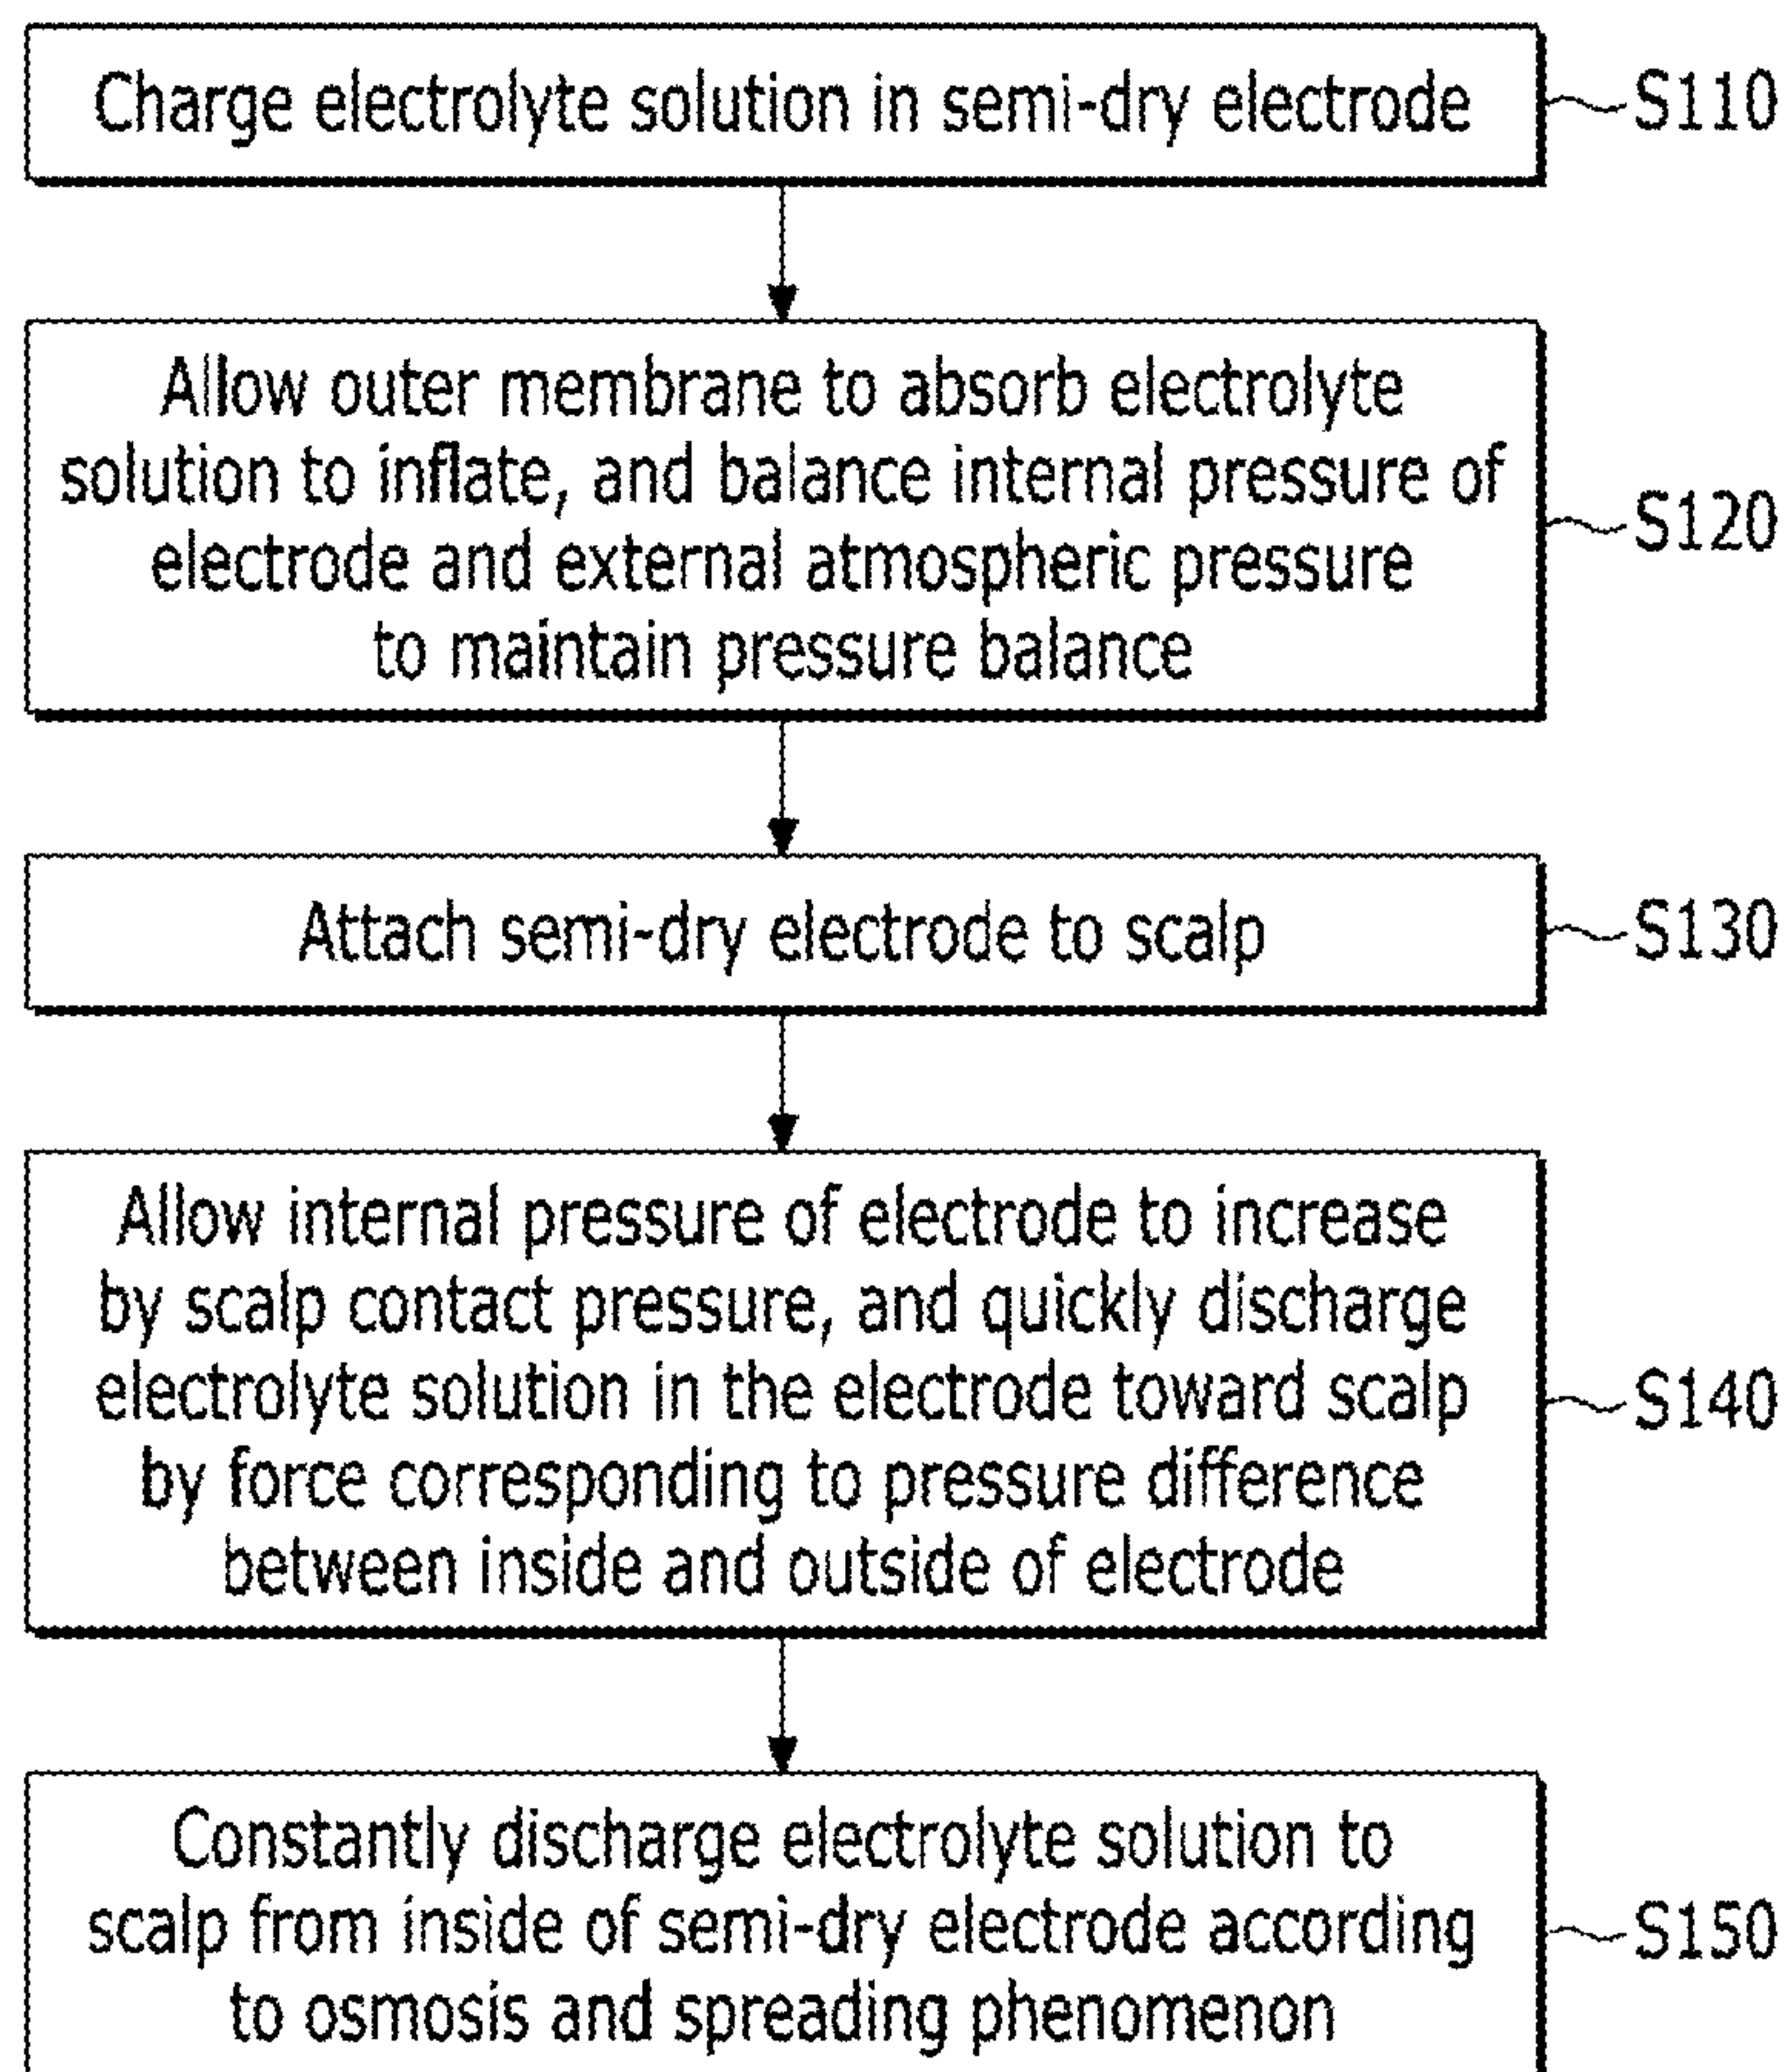 Charge electrolyte solution in semi-dry electrode
S110
Allow outer membrane to absorb electrolyte
solution to inflate, and balance internal pressure of
electrode and external atmospheric pressure
to maintain pressure balance
S120
Attach semi-dry electrode to scalp
S130
Allow internal pressure of electrode to increase
by scalp contact pressure, and quickly discharge
electrolyte solution in the electrode toward scalp
by force corresponding to pressure difference
between inside and outside of electrode
S140
Constantly discharge electrolyte solution to
scalp from inside of semi-dry electrode according
to osmosis and spreading phenomenon
S150